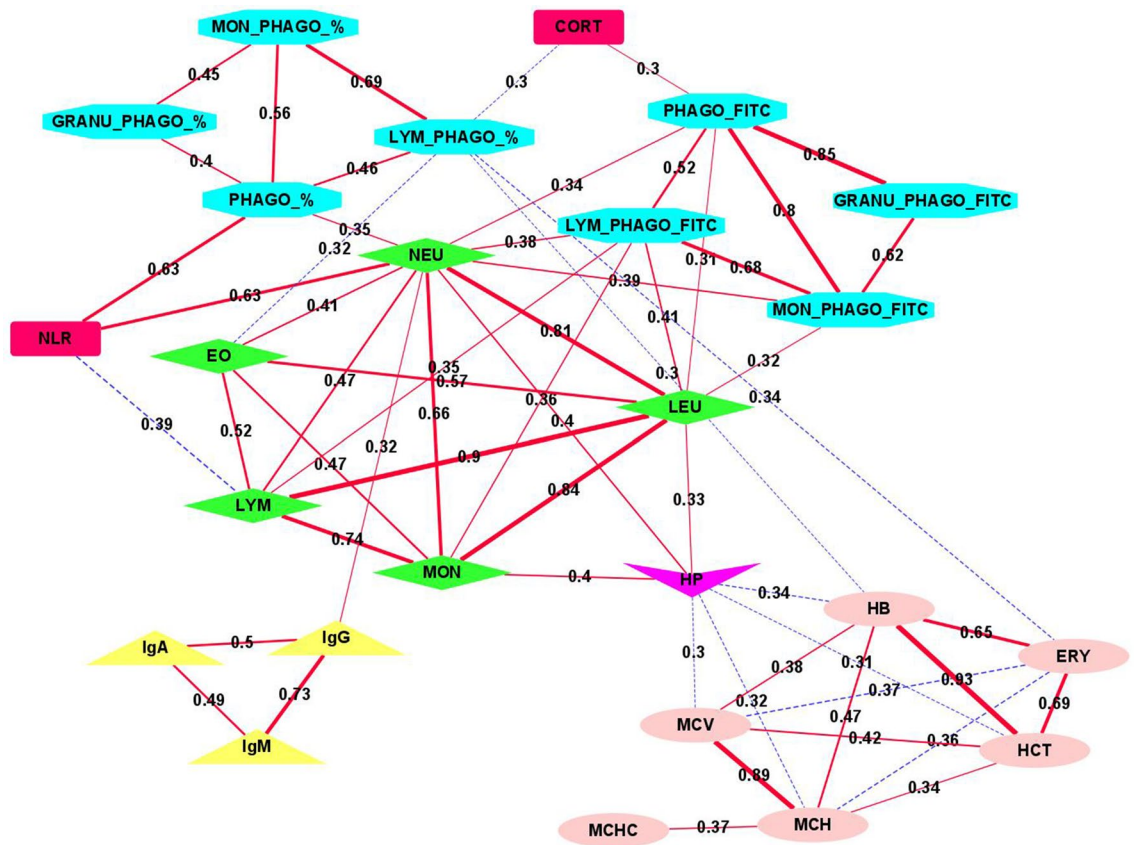 MON_PHAGO_%
CORT
0.45
0.69
0.3
0.3
0.56
PHAGO_FITC
GRANU_PHAGO_%
LYM_PHAGO_%
0.4
0.46
0.52
0.85
0.34
PHAGO_%
GRANU_PHAGO_FITC
0.8
0.35
LYM_PHAGO_FITC
0.32
0.38
NEU
0.62
0.31
0.68
0.63
0.63
0.39
0.41
MON_PHAGO_FITC
0.41
NLR
0.81
EO
0.32
0.35
0.47
0.57
0.3
0.36
0.34
LEU
0.66
0.4
0.39
0.52
0.32
0.9
0.47
0.84
0.33
LYM
0.74
MON
0.4
HP
0.34
HB
0.65
IgG
IgA
0.5
0.3
0.31
ERY
0.38
0.93
0.37
0.73
0.49
0.32
0.69
0.47
MCV
0.42
0.36
IgM
HCT
0.89
0.34
MCHC
0.37
MCH